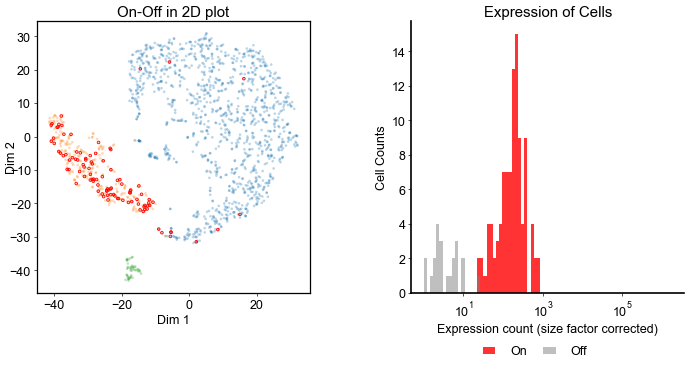 On-Off in 2D plot
30
20
10
0
−10
−20
−30
−40
Dim 2
−40 −20 0 20
Dim 1
Expression of Cells
14
12
10
8
6
4
2
0
Cell Counts
10^1 10^3 10^5
Expression count (size factor corrected)
On Off